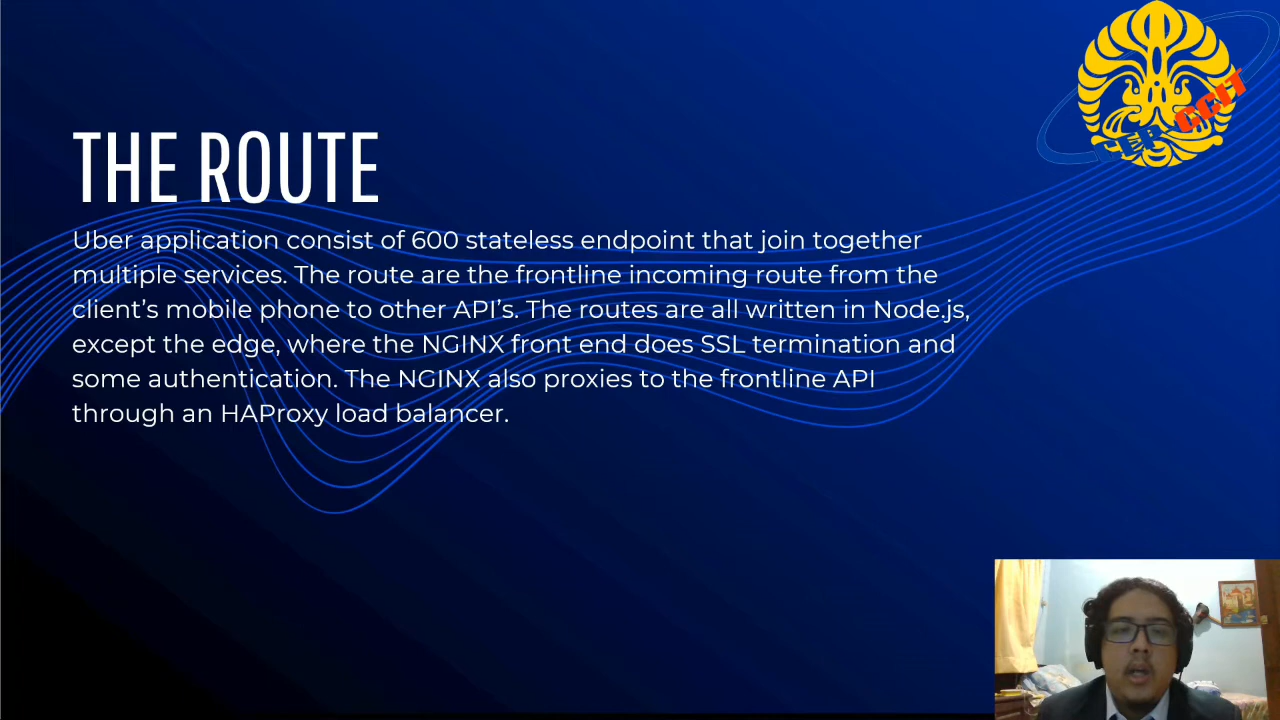 CEP CCIT
THE ROUTE
Uber application consist of 600 stateless endpoint that join together
multiple services. The route are the frontline incoming route from the
client’s mobile phone to other API’s. The routes are all written in Node.js,
except the edge, where the NGINX front end does SSL termination and
some authentication. The NGINX also proxies to the frontline API
through an HAProxy load balancer.